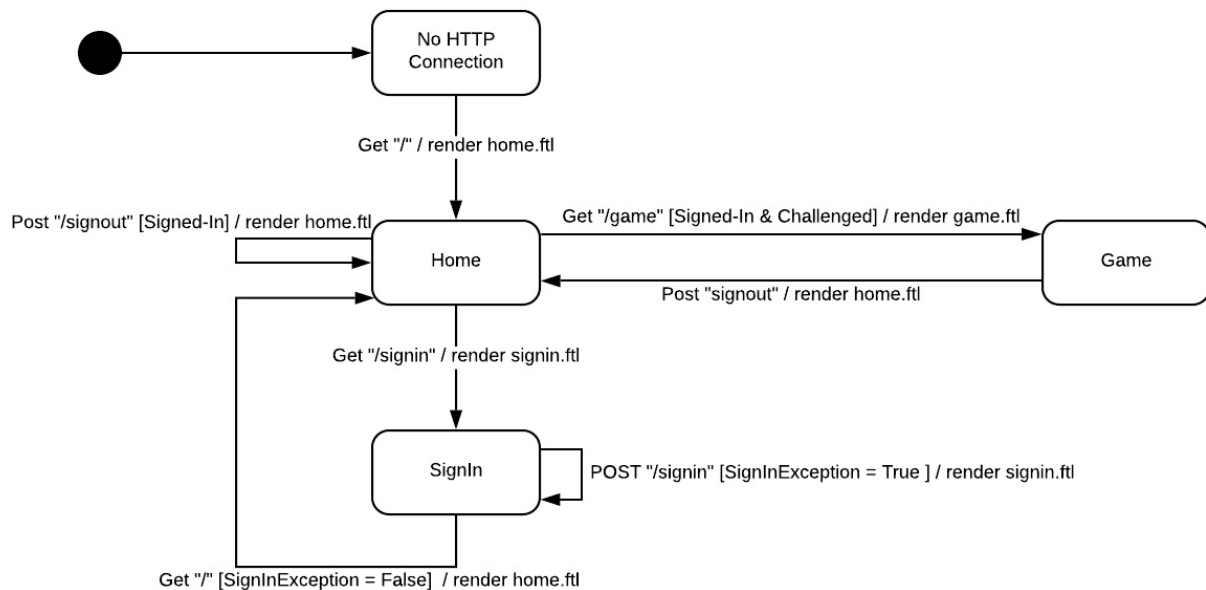 No HTTP
Connection
Get "/" / render home.ftl
Post "/signout" [Signed-In] / render home.ftl
Get "/game" [Signed-In & Challenged] / render game.ftl
Home
Game
Post "signout" / render home.ftl
Get "/signin" / render signin.ftl
SignIn
POST "/signin" [SignInException = True ] / render signin.ftl
Get "/" [SignInException = False]  / render home.ftl